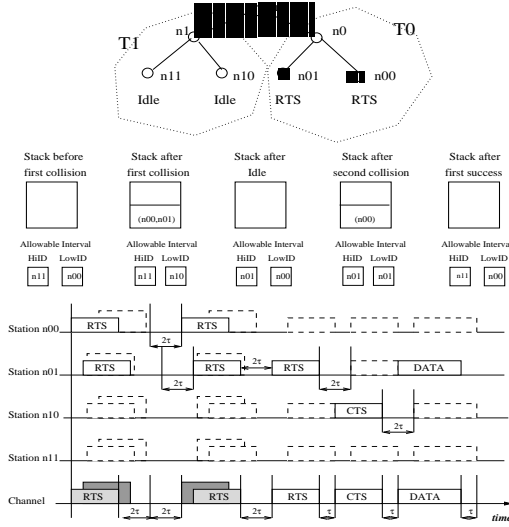 T1
n1
n0
T0
n11
n10
n01
n00
Idle
Idle
RTS
RTS
Stack before
first collision
Stack after
first collision
Stack after
Idle
Stack after
second collision
Stack after
first success
(n00,n01)
(n00)
Allowable Interval
Allowable Interval
Allowable Interval
Allowable Interval
Allowable Interval
HiID LowID
HiID LowID
HiID LowID
HiID LowID
HiID LowID
n11 n00
n11 n10
n01 n00
n01 n01
n11 n00
Station n00
RTS
RTS
2τ
Station n01
RTS
2τ
RTS
2τ
RTS
2τ
DATA
Station n10
CTS
2τ
Station n11
Channel
RTS
RTS
RTS
CTS
DATA
2τ
2τ
2τ
τ
τ
τ
time